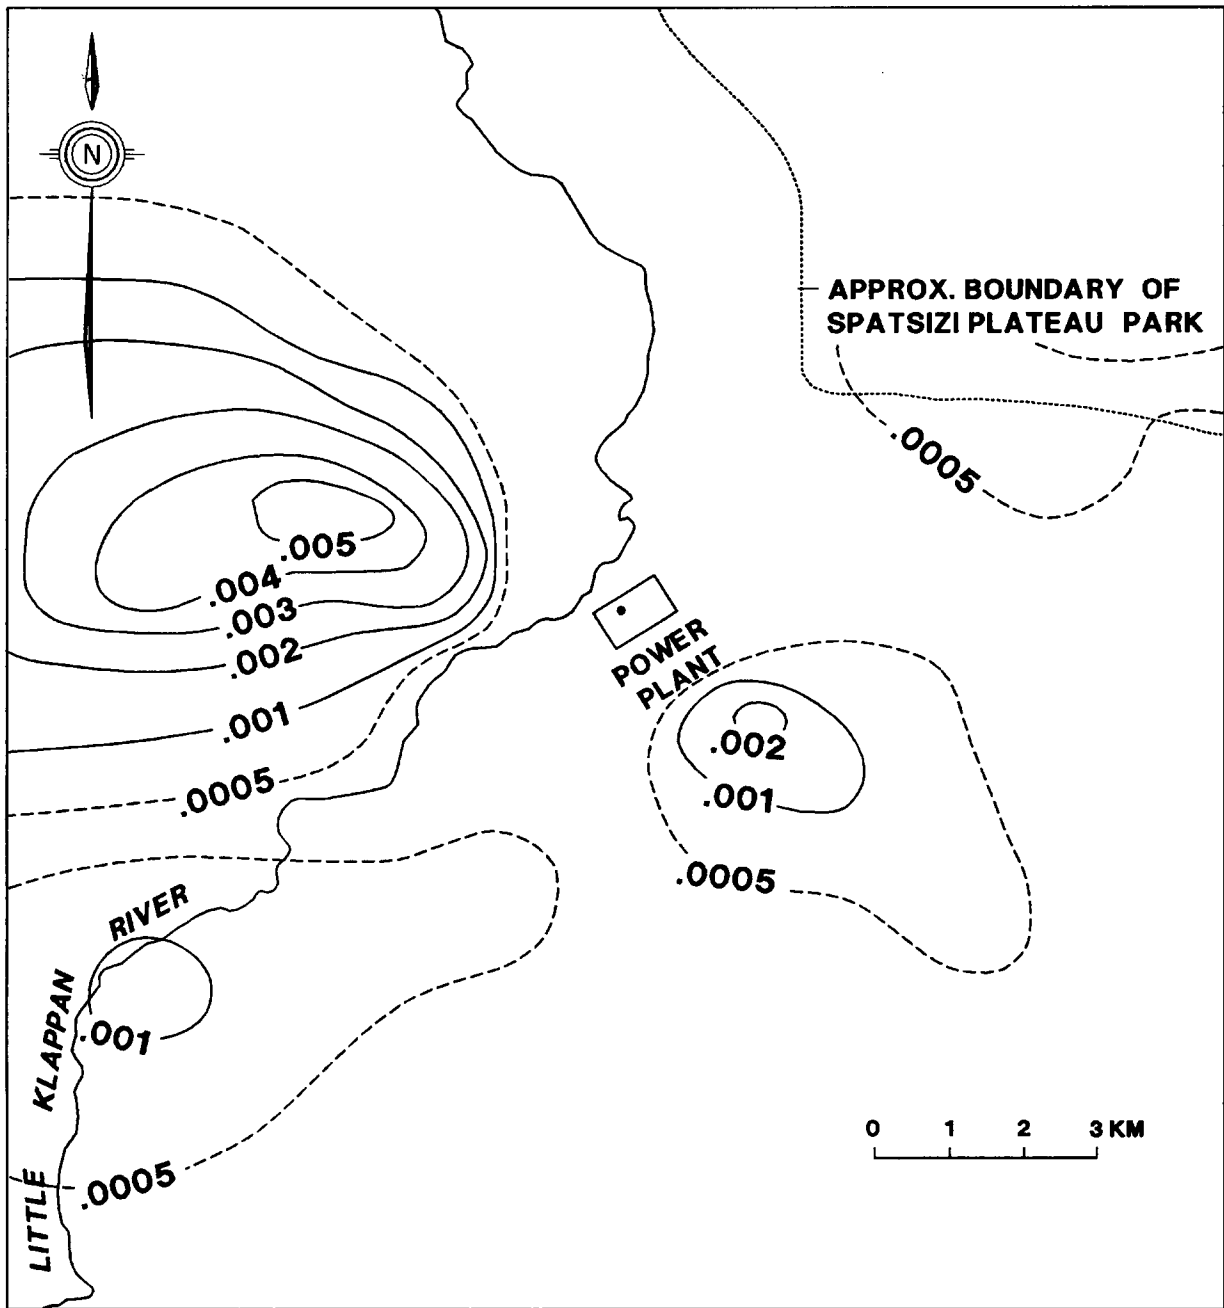 N
APPROX. BOUNDARY OF
SPATSIZI PLATEAU PARK
.0005
.005
.004
.003
.002
.001
.0005
POWER
PLANT
.002
.001
.0005
RIVER
KLAPPAN
LITTLE
.001
.0005
0 1 2 3 KM